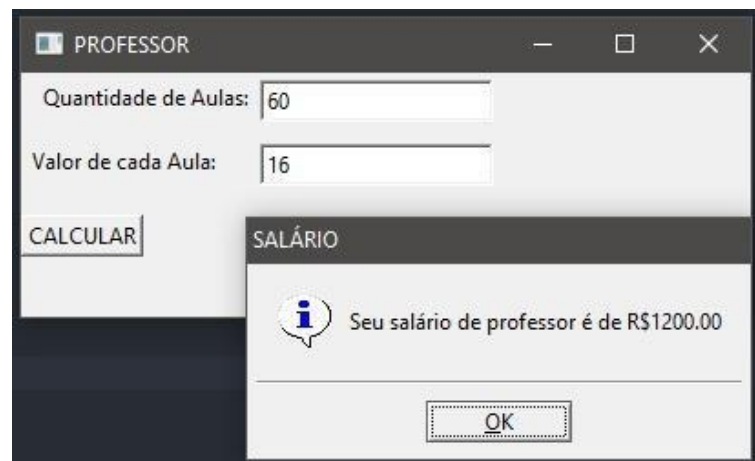 PROFESSOR
Quantidade de Aulas: 60
Valor de cada Aula: 16
CALCULAR
SALÁRIO
Seu salário de professor é de R$1200.00
OK